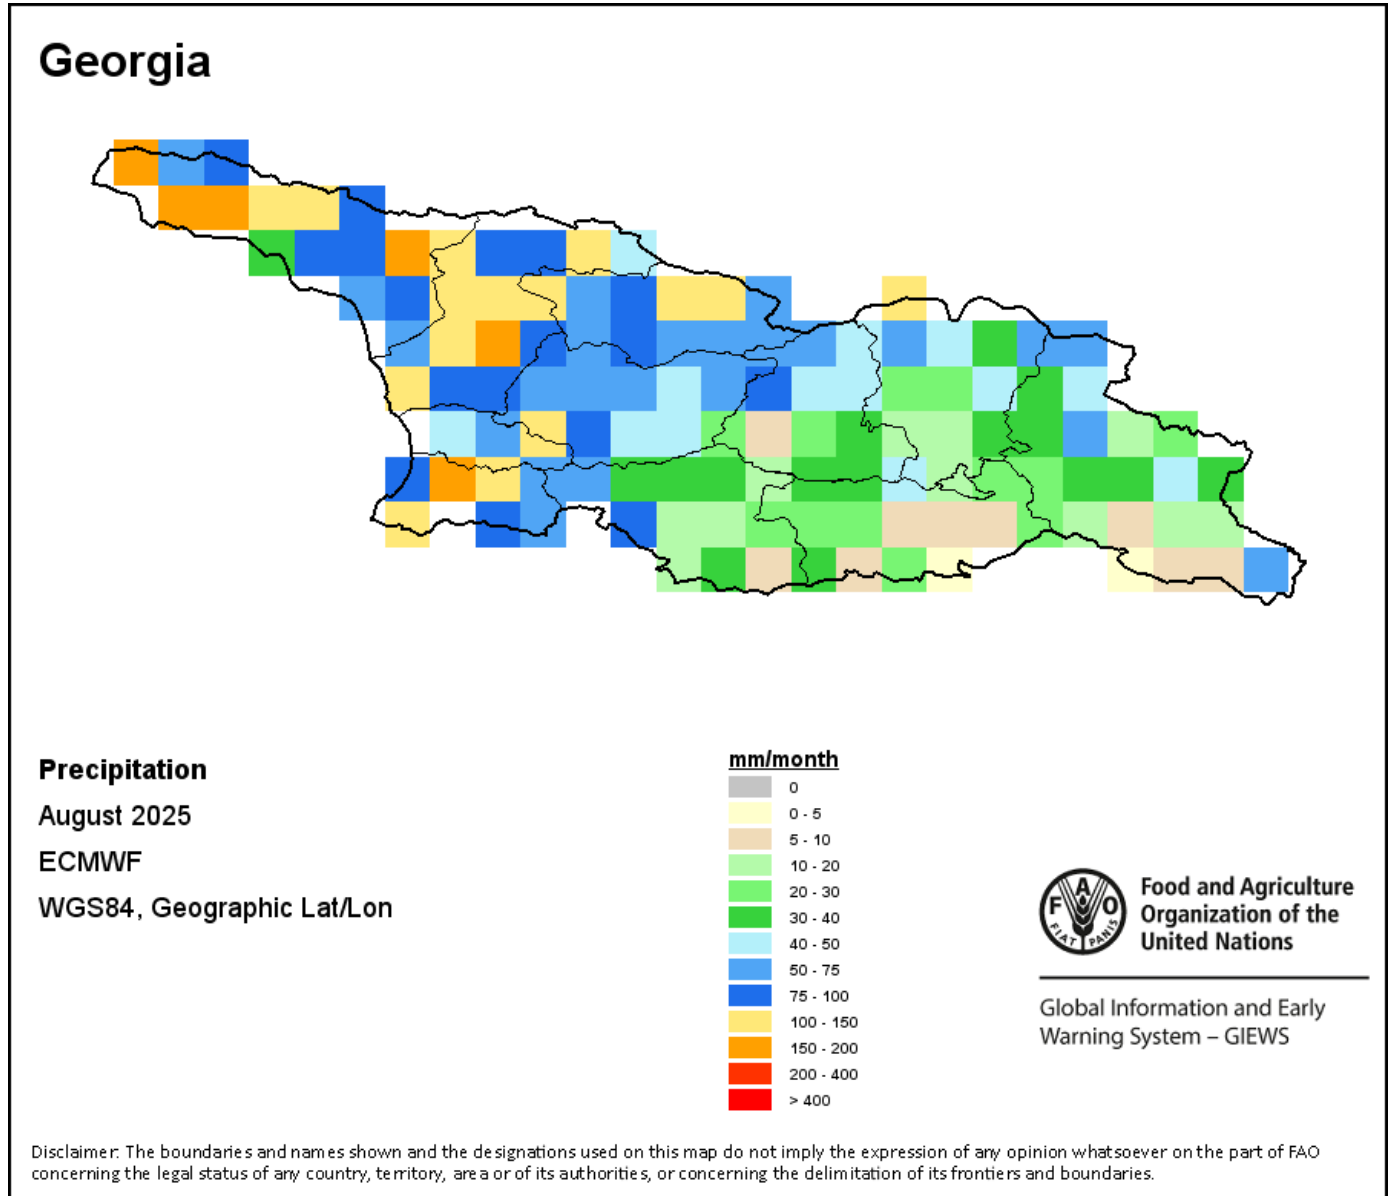 Georgia
Precipitation
August 2025
ECMWF
WGS84, Geographic Lat/Lon
mm/month
0
0 - 5
5 - 10
10 - 20
20 - 30
30 - 40
40 - 50
50 - 75
75 - 100
100 - 150
150 - 200
200 - 400
> 400
F A O
FIAT PANIS
Food and Agriculture
Organization of the
United Nations
Global Information and Early
Warning System – GIEWS
Disclaimer: The boundaries and names shown and the designations used on this map do not imply the expression of any opinion whatsoever on the part of FAO
concerning the legal status of any country, territory, area or of its authorities, or concerning the delimitation of its frontiers and boundaries.